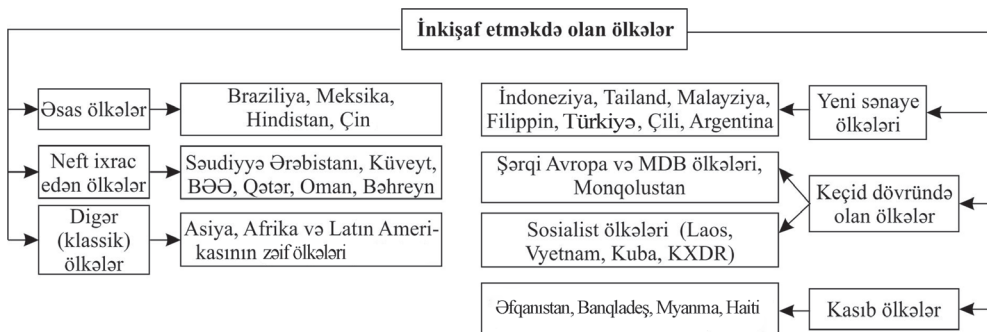 İnkişaf etməkdə olan ölkələr
Əsas ölkələr
Braziliya, Meksika,
Hindistan, Çin
Neft ixrac
edən ölkələr
Səudiyyə Ərəbistanı, Küveyt,
BƏƏ, Qətər, Oman, Bəhreyn
Digər
(klassik)
ölkələr
Asiya, Afrika və Latın Ameri-
kasının zəif ölkələri
İndoneziya, Tailand, Malayziya,
Filippin, Türkiyə, Çili, Argentina
Yeni sənaye
ölkələri
Şərqi Avropa və MDB ölkələri,
Monqolustan
Sosialist ölkələri (Laos,
Vyetnam, Kuba, KXDR)
Keçid dövründə
olan ölkələr
Əfqanıstan, Banqladeş, Myanma, Haiti
Kasıb ölkələr